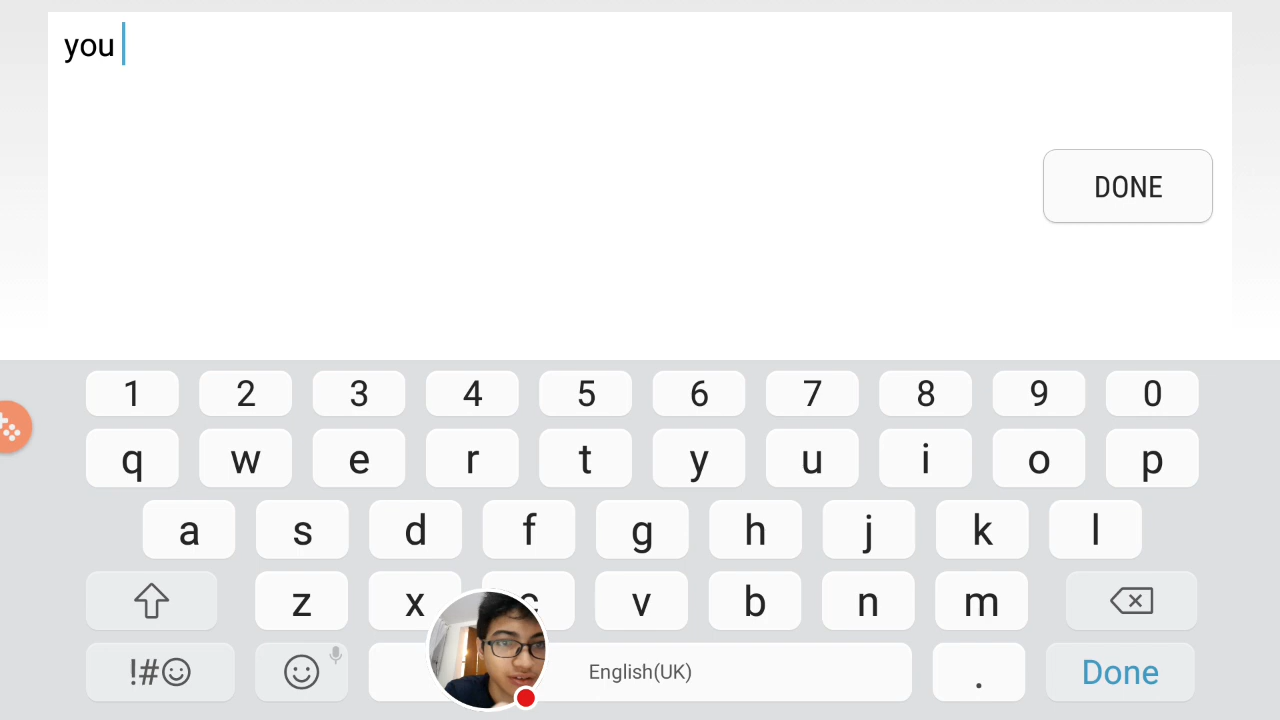 you
DONE
1 2 3 4 5 6 7 8 9 0
q w e r t y u i o p
a s d f g h j k l
z x c v b n m
!#☺ English(UK) . Done